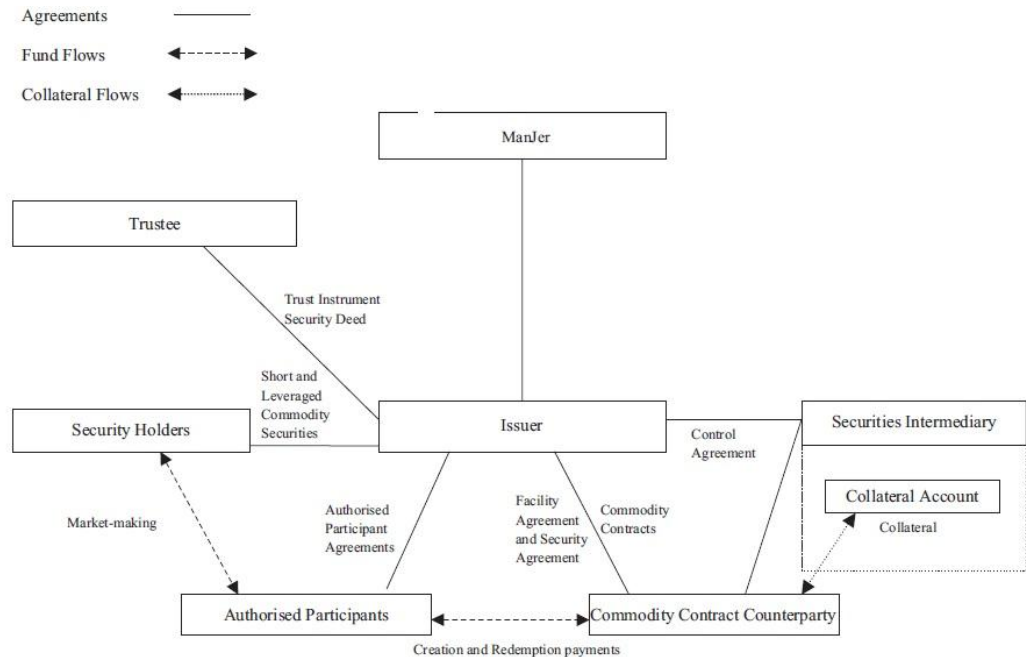 Agreements
Fund Flows
Collateral Flows
ManJer
Trustee
Trust Instrument
Security Deed
Short and
Leveraged
Commodity
Securities
Security Holders
Issuer
Securities Intermediary
Control
Agreement
Collateral Account
Collateral
Market-making
Authorised
Participant
Agreements
Facility
Agreement
and Security
Agreement
Commodity
Contracts
Authorised Participants
Commodity Contract Counterparty
Creation and Redemption payments